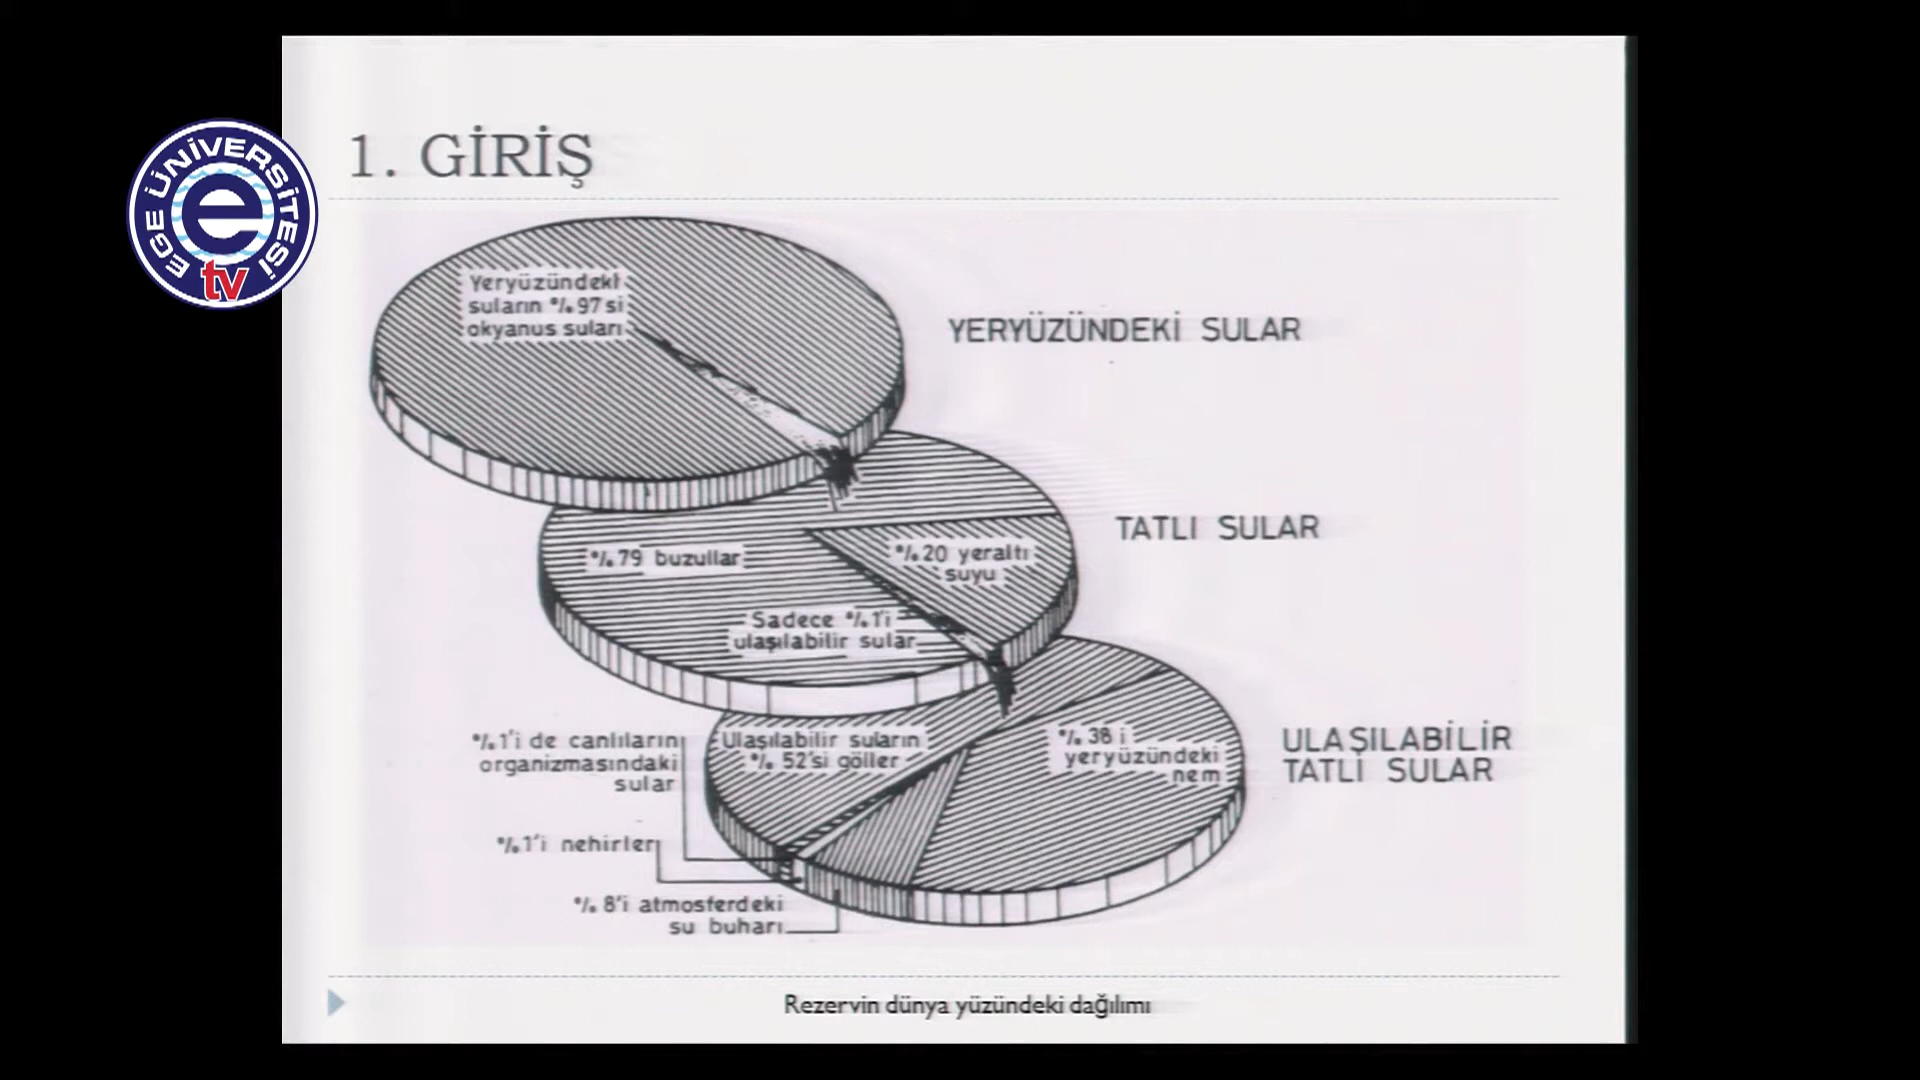 EGE ÜNİVERSİTESİ
e
tv
1. GİRİŞ
Yeryüzündeki
suların %97si
okyanus suları
YERYÜZÜNDEKİ SULAR
TATLI SULAR
%79 buzullar
%20 yeraltı
suyu
Sadece %1'i
ulaşılabilir sular
ULAŞILABİLİR
TATLI SULAR
Ulaşılabilir suların
% 52'si göller
%38 i
yeryüzündeki
nem
%1'i de canlıların
organizmasındaki
sular
%1'i nehirler
% 8'i atmosferdeki
su buharı
Rezervin dünya yüzündeki dağılımı